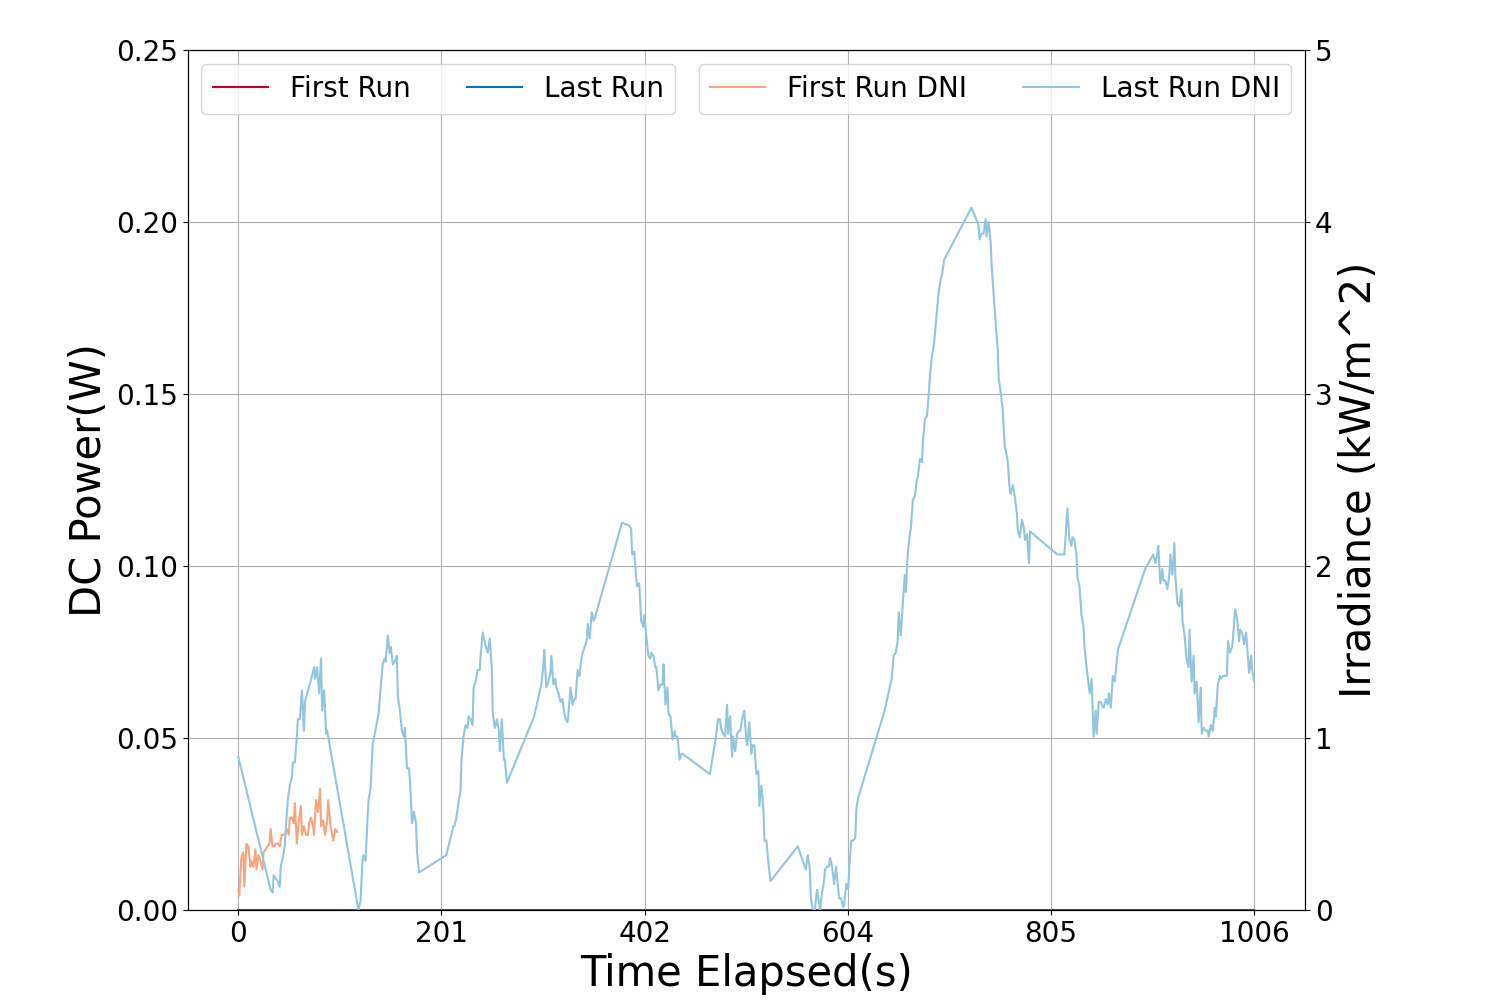 0.25
0.20
0.15
0.10
0.05
0.00
DC Power(W)
First Run
Last Run
First Run DNI
Last Run DNI
5
4
3
2
1
0
Irradiance (kW/m^2)
0 201 402 604 805 1006
Time Elapsed(s)